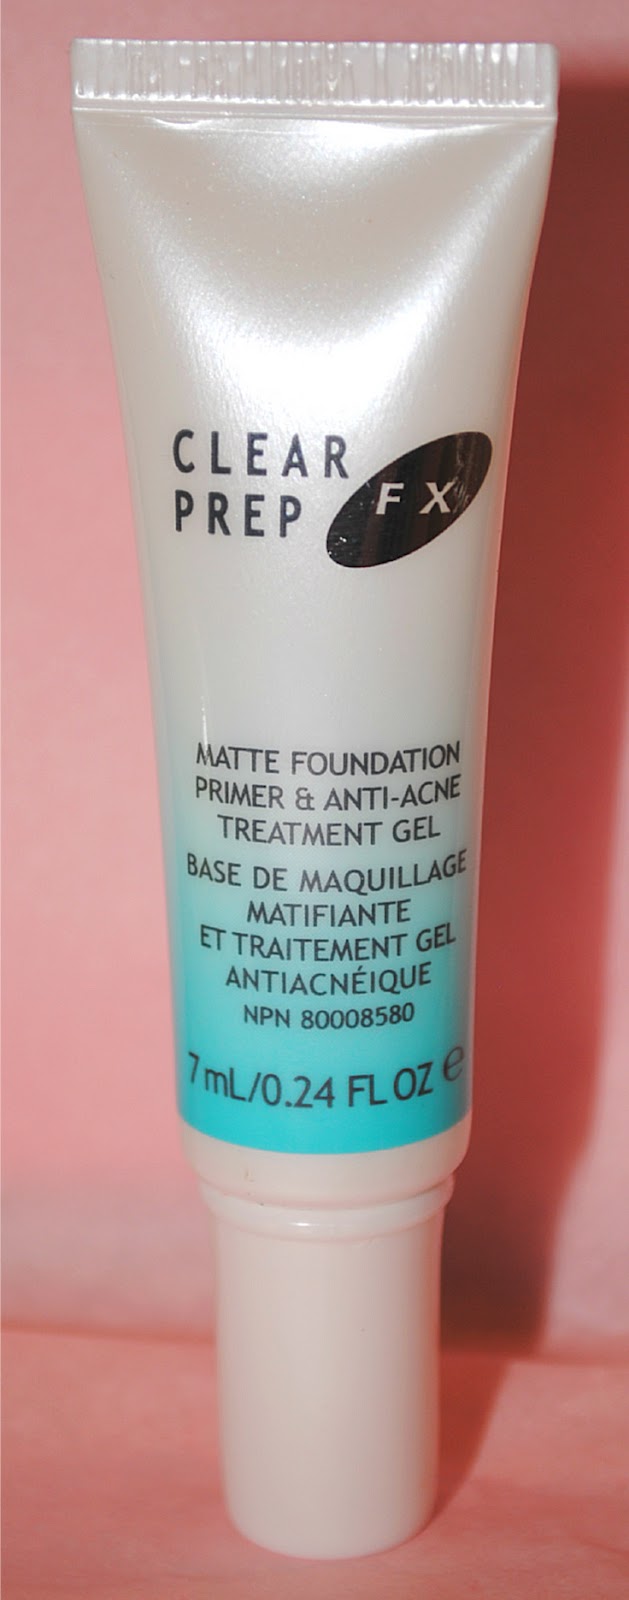 CLEAR
PREP FX
MATTE FOUNDATION
PRIMER & ANTI-ACNE
TREATMENT GEL
BASE DE MAQUILLAGE
MATIFIANTE
ET TRAITEMENT GEL
ANTIACNÉIQUE
NPN 80008580
7 mL/0.24 FL OZ ℮